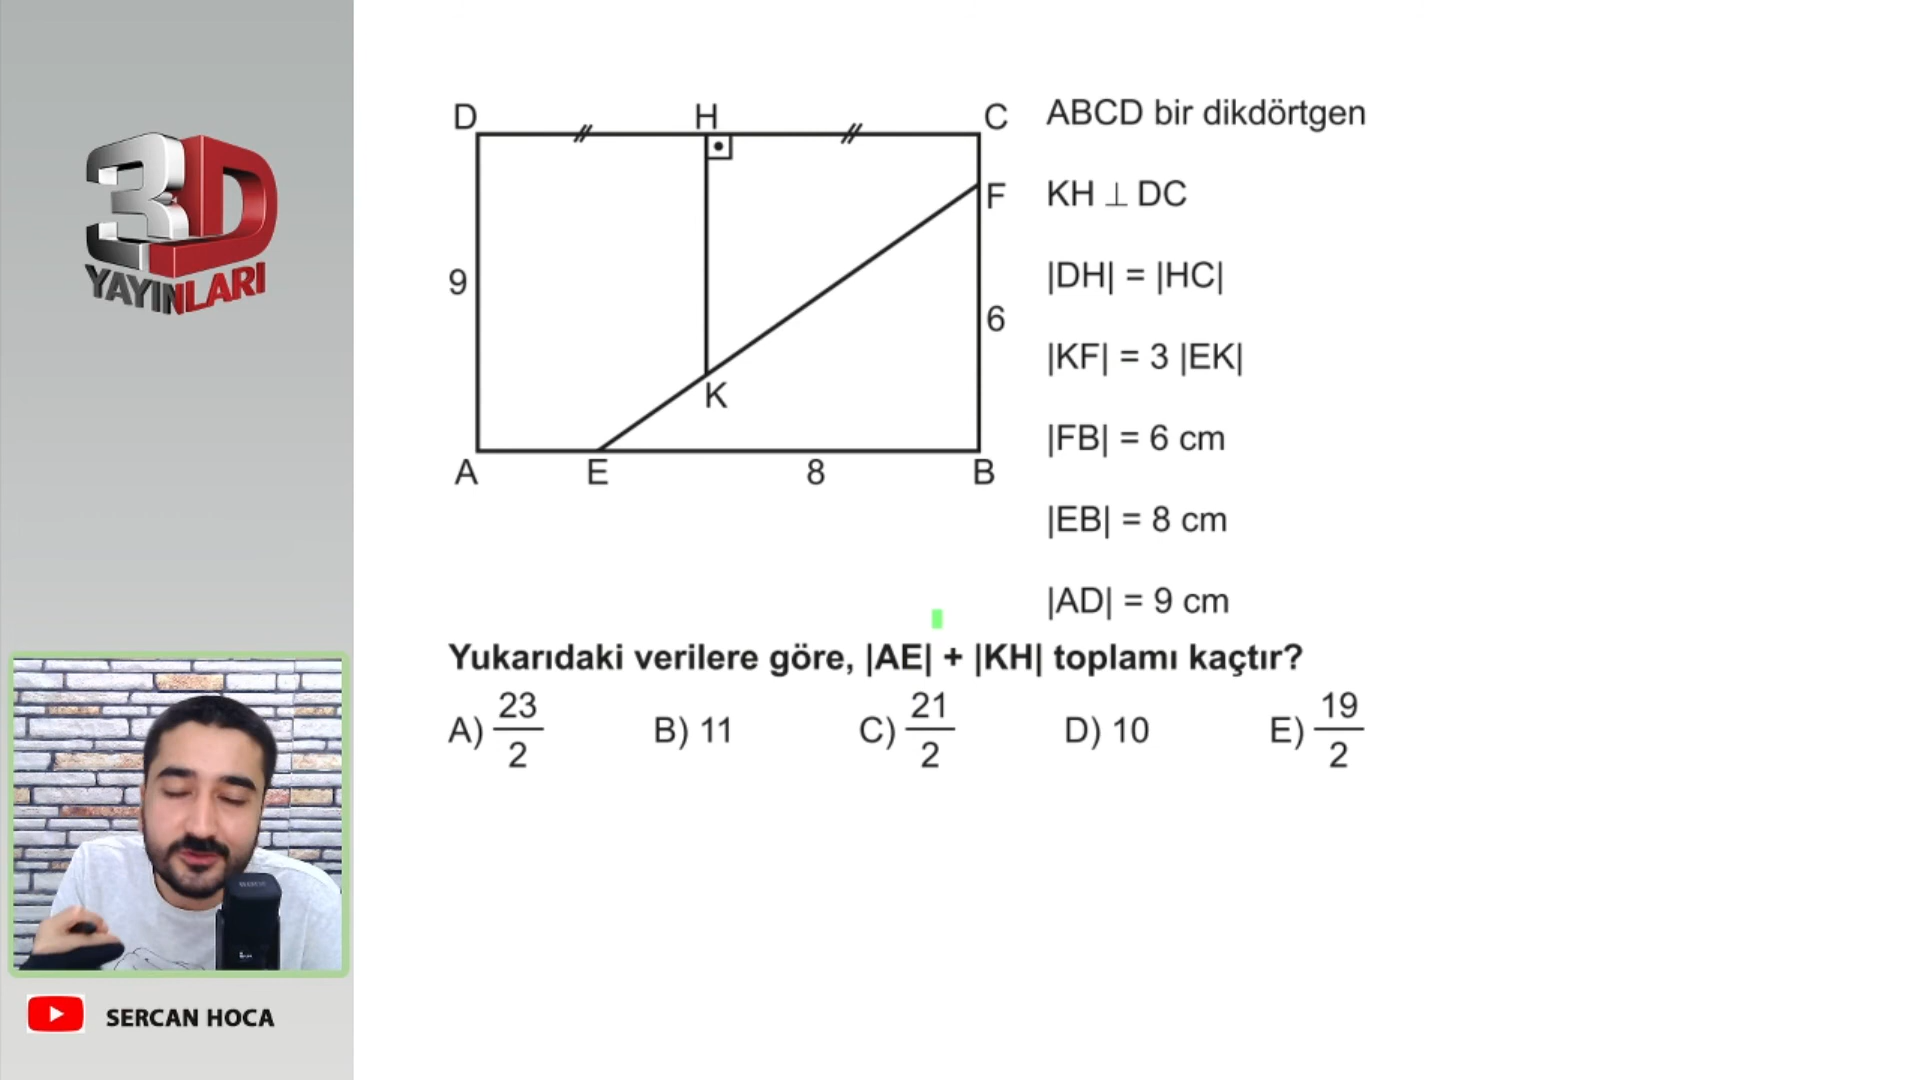 3D
YAYINLARI
D H C
F
9
6
K
A E 8 B
ABCD bir dikdörtgen
KH ⊥ DC
|DH| = |HC|
|KF| = 3 |EK|
|FB| = 6 cm
|EB| = 8 cm
|AD| = 9 cm
Yukarıdaki verilere göre, |AE| + |KH| toplamı kaçtır?
A) 23/2 B) 11 C) 21/2 D) 10 E) 19/2
SERCAN HOCA